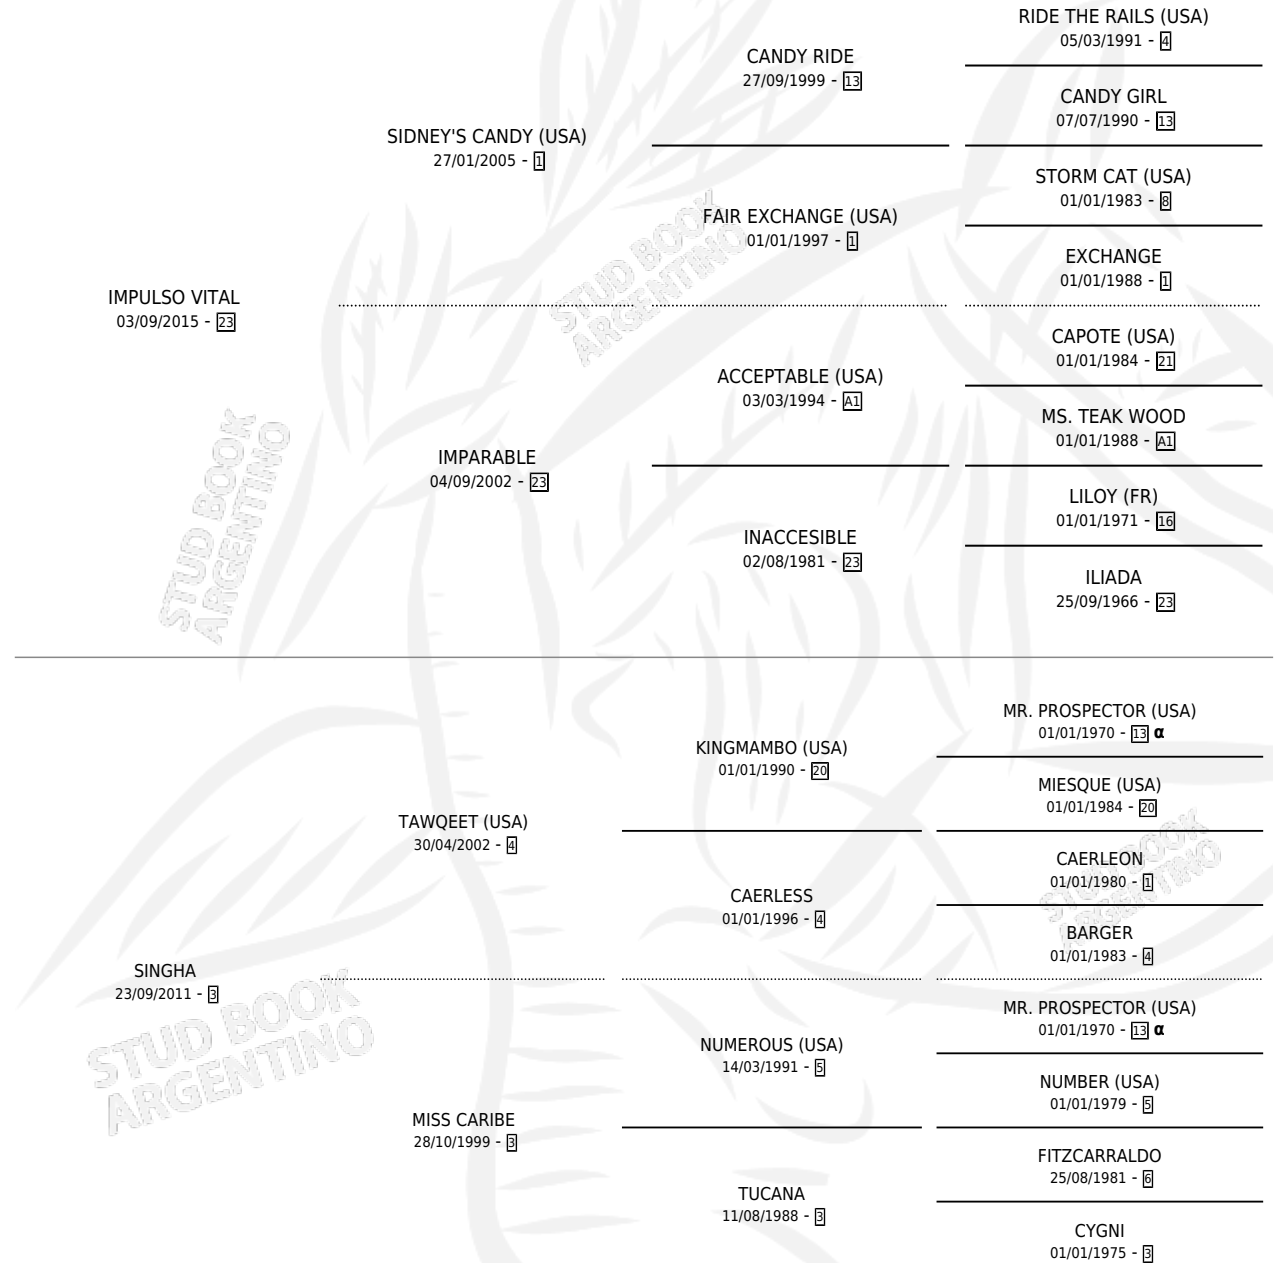 RIDE THE RAILS (USA)
05/03/1991 - 4
CANDY RIDE
27/09/1999 - 13
CANDY GIRL
07/07/1990 - 13
SIDNEY'S CANDY (USA)
27/01/2005 - 1
STORM CAT (USA)
01/01/1983 - 8
FAIR EXCHANGE (USA)
01/01/1997 - 1
EXCHANGE
01/01/1988 - 1
IMPULSO VITAL
03/09/2015 - 23
CAPOTE (USA)
01/01/1984 - 21
ACCEPTABLE (USA)
03/03/1994 - A1
MS. TEAK WOOD
01/01/1988 - A1
IMPARABLE
04/09/2002 - 23
LILOY (FR)
01/01/1971 - 16
INACCESIBLE
02/08/1981 - 23
ILIADA
25/09/1966 - 23
MR. PROSPECTOR (USA)
01/01/1970 - 13 α
KINGMAMBO (USA)
01/01/1990 - 20
MIESQUE (USA)
01/01/1984 - 20
TAWQEET (USA)
30/04/2002 - 4
CAERLEON
01/01/1980 - 1
CAERLESS
01/01/1996 - 4
BARGER
01/01/1983 - 4
SINGHA
23/09/2011 - 3
MR. PROSPECTOR (USA)
01/01/1970 - 13 α
NUMEROUS (USA)
14/03/1991 - 5
NUMBER (USA)
01/01/1979 - 5
MISS CARIBE
28/10/1999 - 3
FITZCARRALDO
25/08/1981 - 6
TUCANA
11/08/1988 - 3
CYGNI
01/01/1975 - 3
STUD BOOK
ARGENTINO
STUD BOOK
ARGENTINO
STUD BOOK
ARGENTINO
STUD BOOK
ARGENTINO